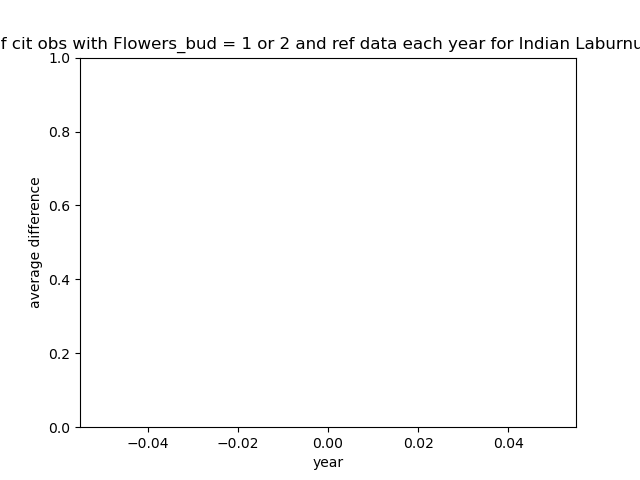 f cit obs with Flowers_bud = 1 or 2 and ref data each year for Indian Laburnu
1.0
0.8
0.6
0.4
0.2
0.0
average difference
−0.04 −0.02 0.00 0.02 0.04
year